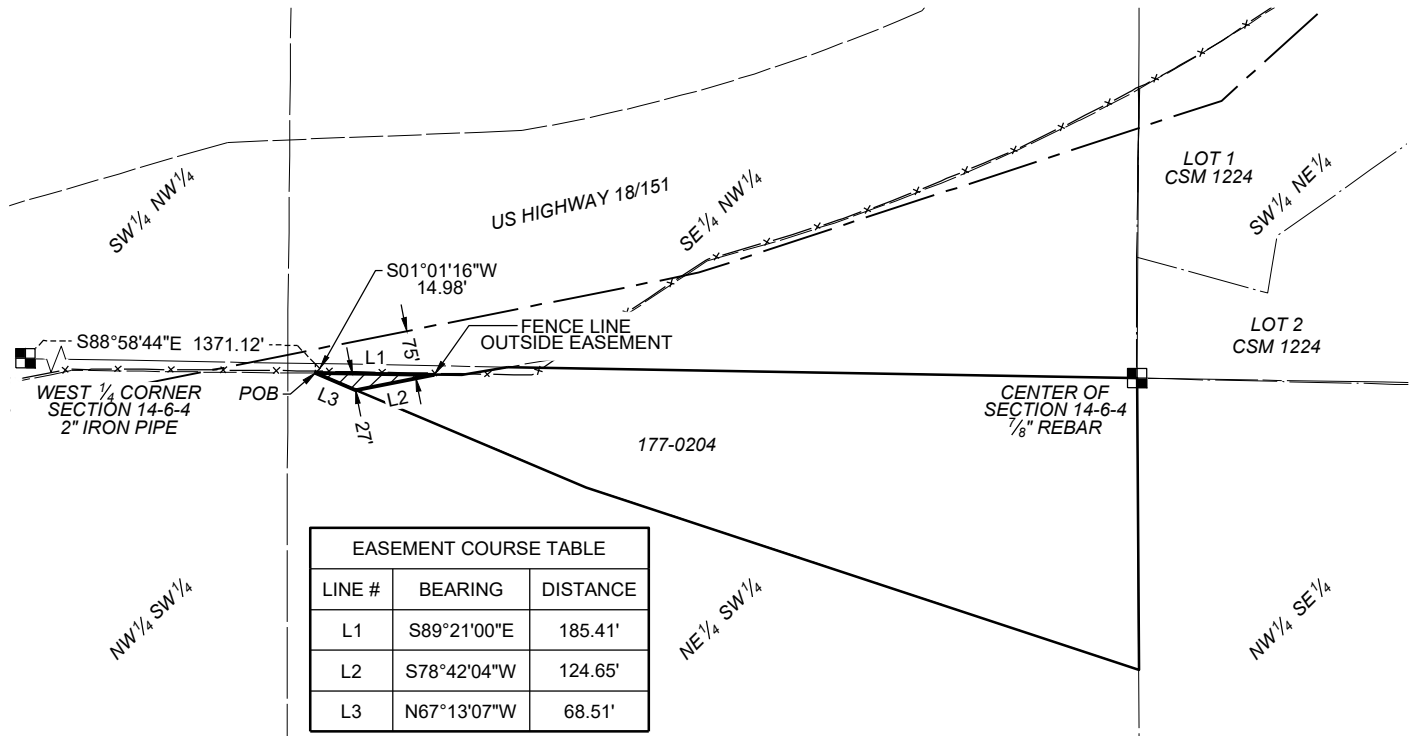 LOT 1
CSM 1224
SW¼ NW¼
US HIGHWAY 18/151
SE¼ NW¼
SW¼ NE¼
S01°01'16"W
14.98'
FENCE LINE
OUTSIDE EASEMENT
LOT 2
CSM 1224
S88°58'44"E 1371.12'
75'
L1
WEST ¼ CORNER
SECTION 14-6-4
2" IRON PIPE
POB
L3
L2
27'
CENTER OF
SECTION 14-6-4
⅞" REBAR
177-0204
EASEMENT COURSE TABLE
LINE # BEARING DISTANCE
L1 S89°21'00"E 185.41'
L2 S78°42'04"W 124.65'
L3 N67°13'07"W 68.51'
NW¼ SW¼
NE¼ SW¼
NW¼ SE¼